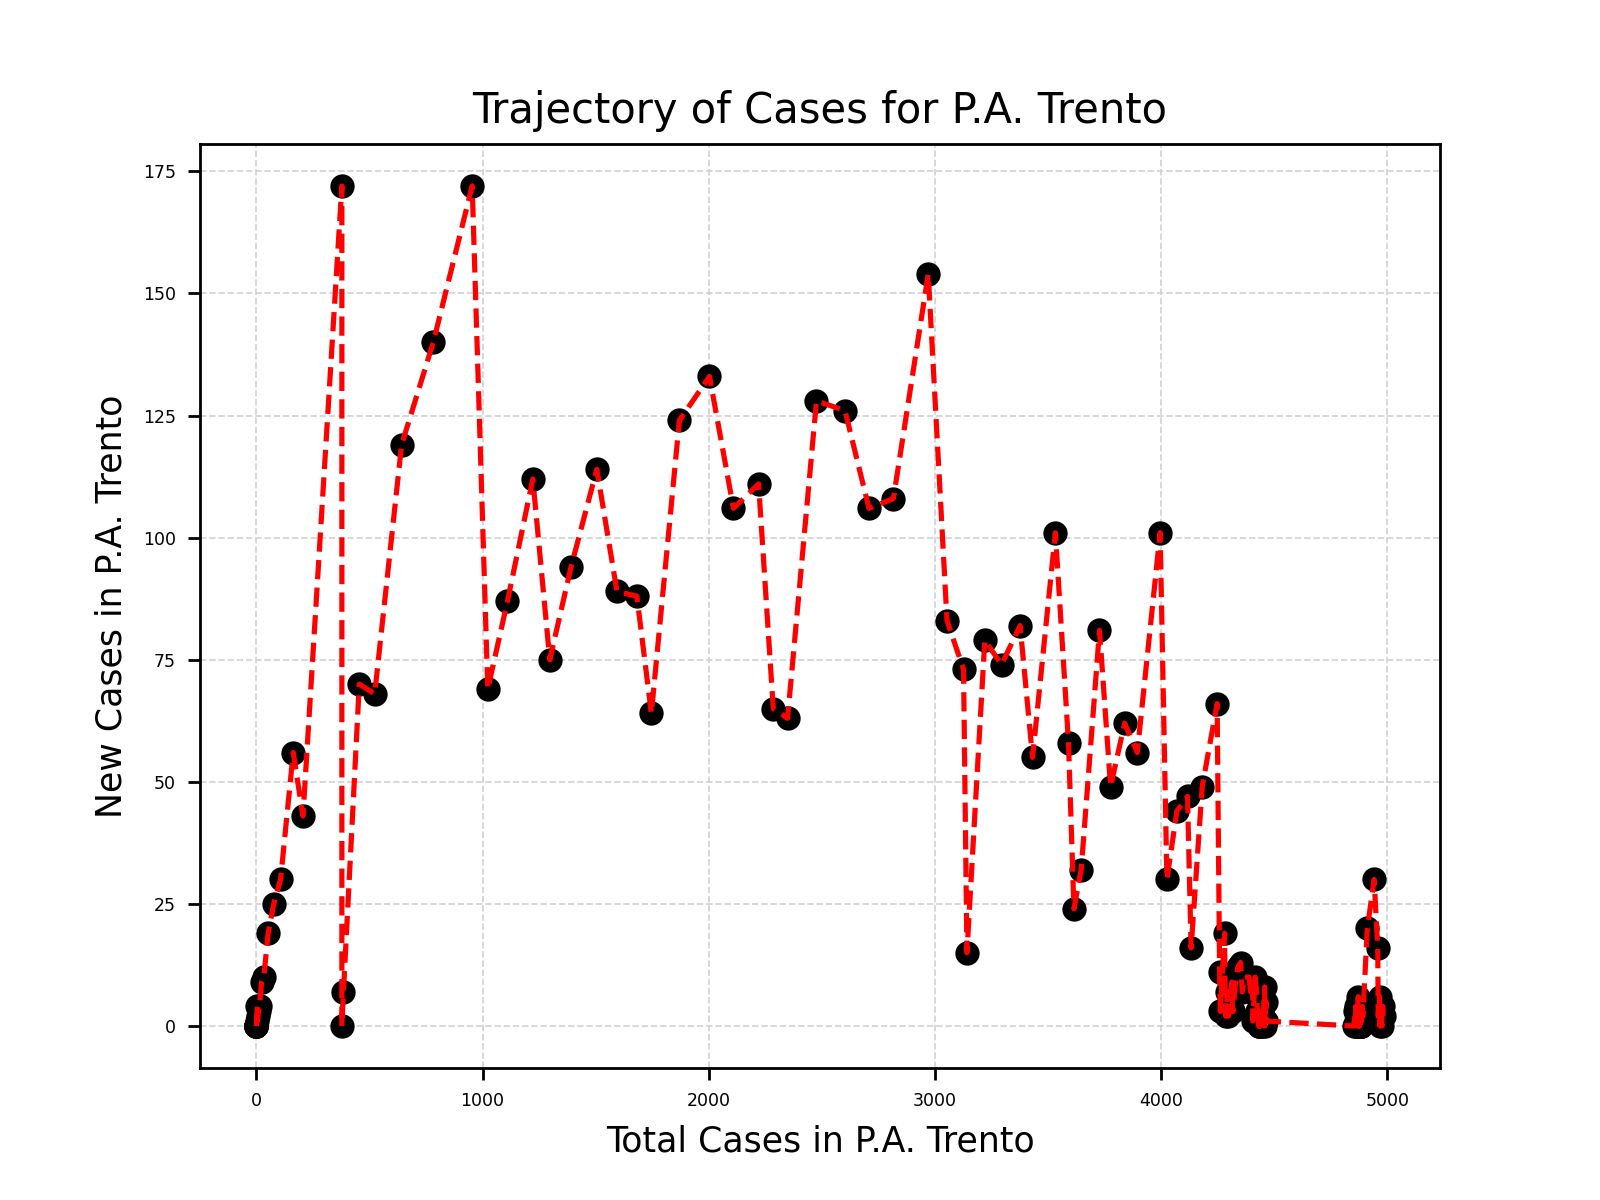 Trajectory of Cases for P.A. Trento
New Cases in P.A. Trento
175
150
125
100
75
50
25
0
0 1000 2000 3000 4000 5000
Total Cases in P.A. Trento